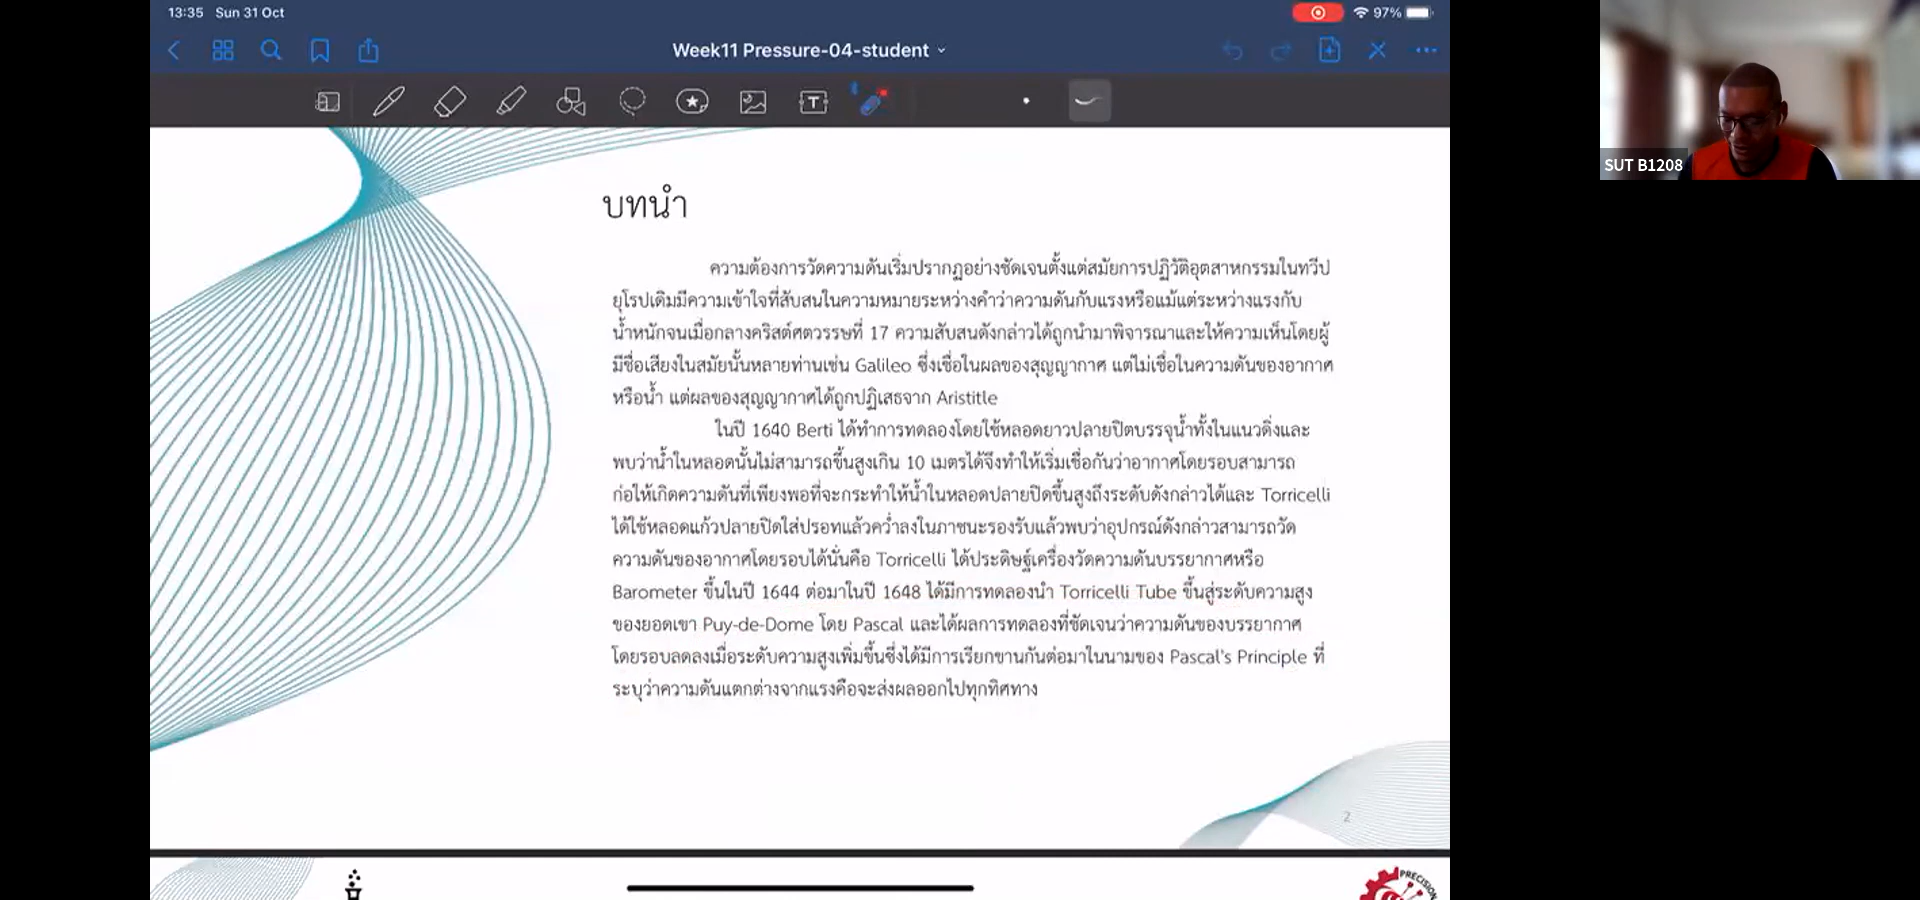 13:35 Sun 31 Oct
97%
Week11 Pressure-04-student
SUT B1208
บทนำ
ความต้องการวัดความดันเริ่มปรากฏอย่างชัดเจนตั้งแต่สมัยการปฏิวัติอุตสาหกรรมในทวีป
ยุโรปเดิมมีความเข้าใจที่สับสนในความหมายระหว่างคำว่าความดันกับแรงหรือแม้แต่ระหว่างแรงกับ
น้ำหนักจนเมื่อกลางคริสต์ศตวรรษที่ 17 ความสับสนดังกล่าวได้ถูกนำมาพิจารณาและให้ความเห็นโดยผู้
มีชื่อเสียงในสมัยนั้นหลายท่านเช่น Galileo ซึ่งเชื่อในผลของสุญญากาศ แต่ไม่เชื่อในความดันของอากาศ
หรือน้ำ แต่ผลของสุญญากาศได้ถูกปฏิเสธจาก Aristitle
ในปี 1640 Berti ได้ทำการทดลองโดยใช้หลอดยาวปลายปิดบรรจุน้ำทั้งในแนวดิ่งและ
พบว่าน้ำในหลอดนั้นไม่สามารถขึ้นสูงเกิน 10 เมตรได้จึงทำให้เริ่มเชื่อกันว่าอากาศโดยรอบสามารถ
ก่อให้เกิดความดันที่เพียงพอที่จะกระทำให้น้ำในหลอดปลายปิดขึ้นสูงถึงระดับดังกล่าวได้และ Torricelli
ได้ใช้หลอดแก้วปลายปิดใส่ปรอทแล้วคว่ำลงในภาชนะรองรับแล้วพบว่าอุปกรณ์ดังกล่าวสามารถวัด
ความดันของอากาศโดยรอบได้นั่นคือ Torricelli ได้ประดิษฐ์เครื่องวัดความดันบรรยากาศหรือ
Barometer ขึ้นในปี 1644 ต่อมาในปี 1648 ได้มีการทดลองนำ Torricelli Tube ขึ้นสู่ระดับความสูง
ของยอดเขา Puy-de-Dome โดย Pascal และได้ผลการทดลองที่ชัดเจนว่าความดันของบรรยากาศ
โดยรอบลดลงเมื่อระดับความสูงเพิ่มขึ้นซึ่งได้มีการเรียกขานกันต่อมาในนามของ Pascal's Principle ที่
ระบุว่าความดันแตกต่างจากแรงคือจะส่งผลออกไปทุกทิศทาง
2
PRECISION